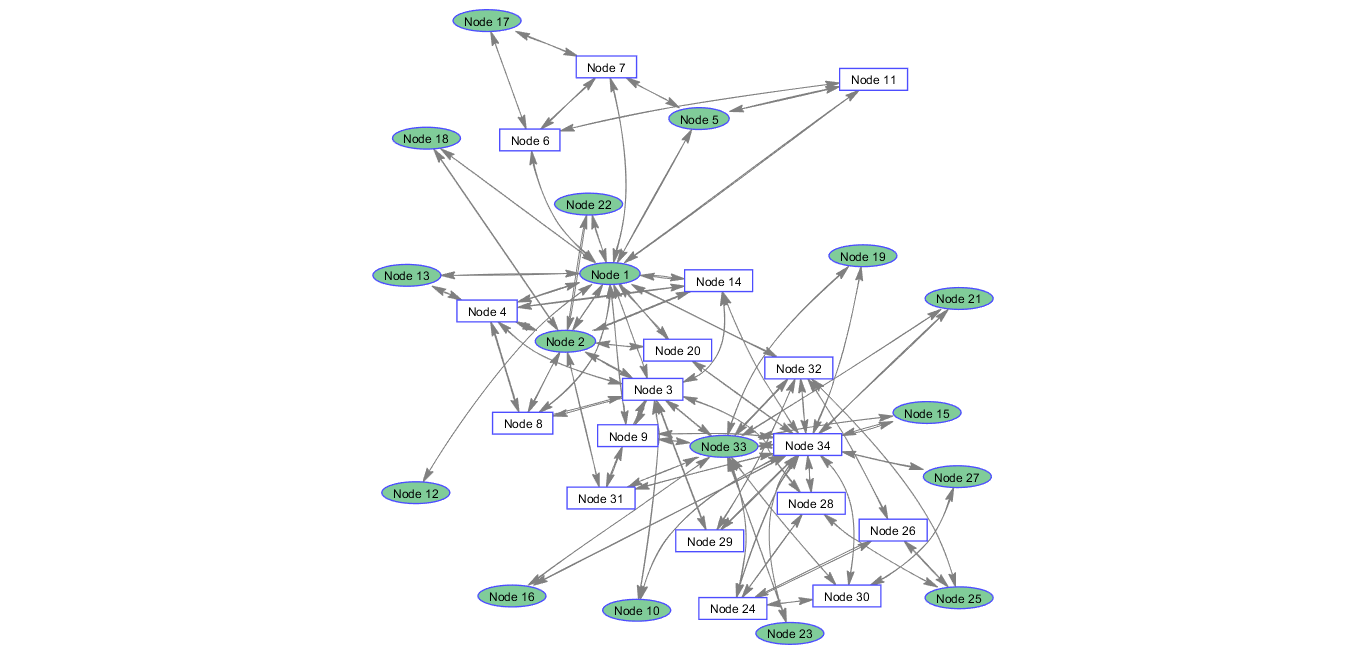 Node 17
Node 7
Node 11
Node 5
Node 18
Node 6
Node 22
Node 19
Node 13
Node 1
Node 14
Node 21
Node 4
Node 2
Node 20
Node 32
Node 3
Node 15
Node 8
Node 9
Node 33
Node 34
Node 27
Node 12
Node 31
Node 28
Node 26
Node 29
Node 16
Node 30
Node 25
Node 10
Node 24
Node 23